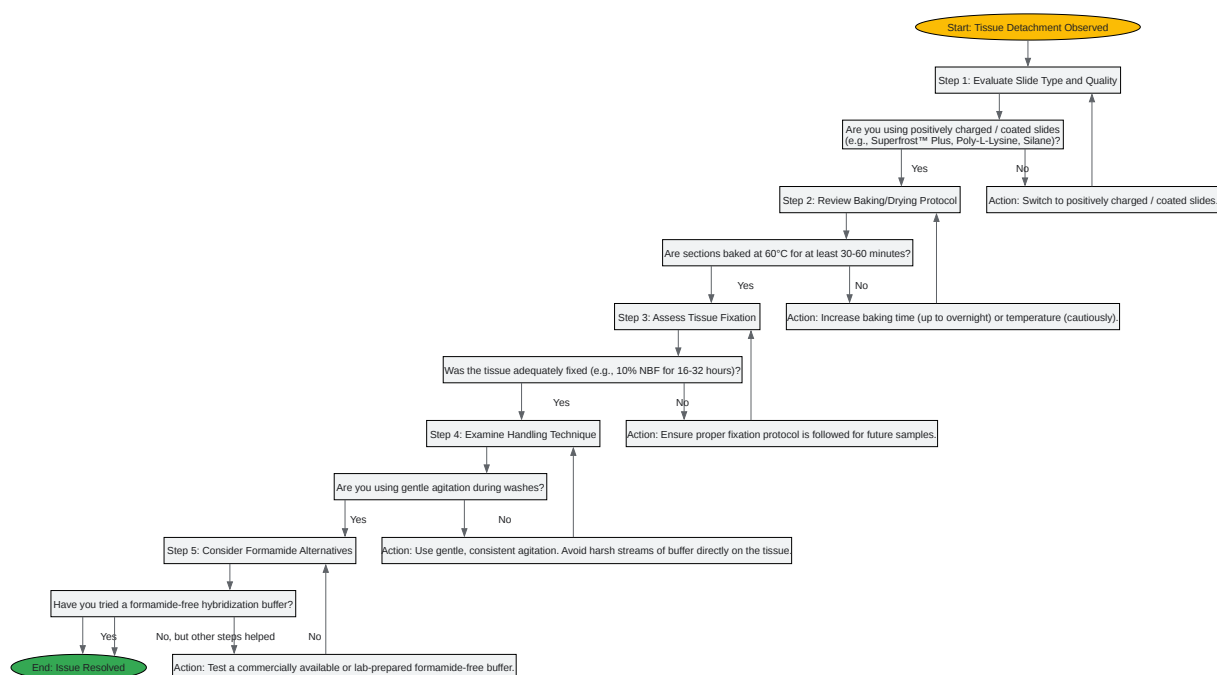 Start: Tissue Detachment Observed
Step 1: Evaluate Slide Type and Quality
Are you using positively charged / coated slides
(e.g., Superfrost™ Plus, Poly-L-Lysine, Silane)?
Yes
No
Step 2: Review Baking/Drying Protocol
Action: Switch to positively charged / coated slides.
Are sections baked at 60°C for at least 30-60 minutes?
Yes
No
Step 3: Assess Tissue Fixation
Action: Increase baking time (up to overnight) or temperature (cautiously).
Was the tissue adequately fixed (e.g., 10% NBF for 16-32 hours)?
Yes
No
Step 4: Examine Handling Technique
Action: Ensure proper fixation protocol is followed for future samples.
Are you using gentle agitation during washes?
Yes
No
Step 5: Consider Formamide Alternatives
Action: Use gentle, consistent agitation. Avoid harsh streams of buffer directly on the tissue.
Have you tried a formamide-free hybridization buffer?
Yes
No, but other steps helped
No
End: Issue Resolved
Action: Test a commercially available or lab-prepared formamide-free buffer.